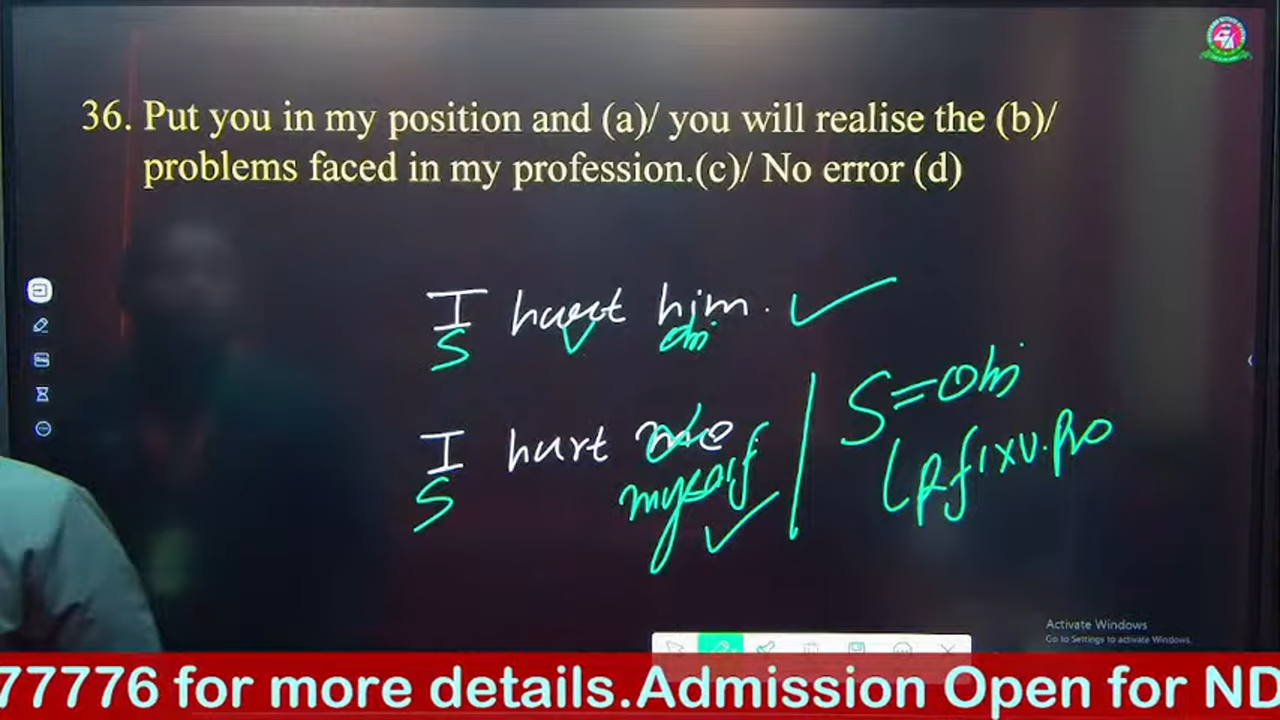 36. Put you in my position and (a)/ you will realise the (b)/
problems faced in my profession.(c)/ No error (d)
I hurt him.
S V obj
I hurt me.
S obj
myself
S = Obj
Activate Windows
Go to Settings to activate Windows.
77776 for more details.Admission Open for ND